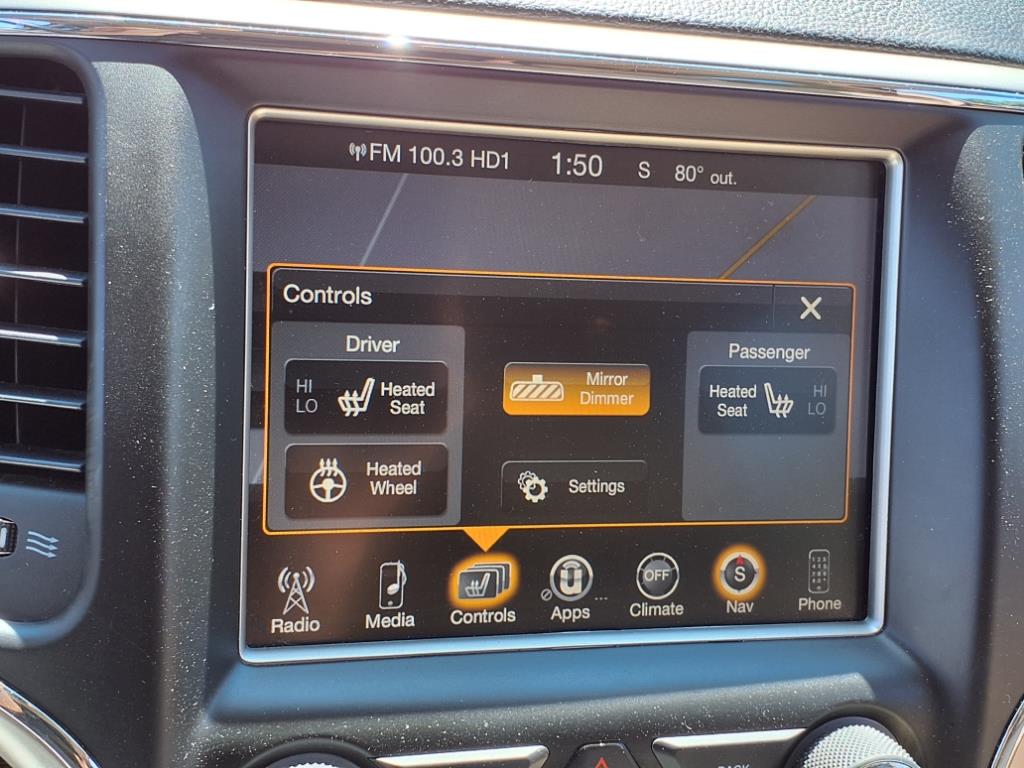 FM 100.3 HD1 1:50 S 80° out.
Controls X
Driver
HI
LO
Heated
Seat
Heated
Wheel
Mirror
Dimmer
Settings
Passenger
Heated
Seat
HI
LO
Radio
Media
Controls
Apps
OFF
Climate
S
Nav
Phone
BACK